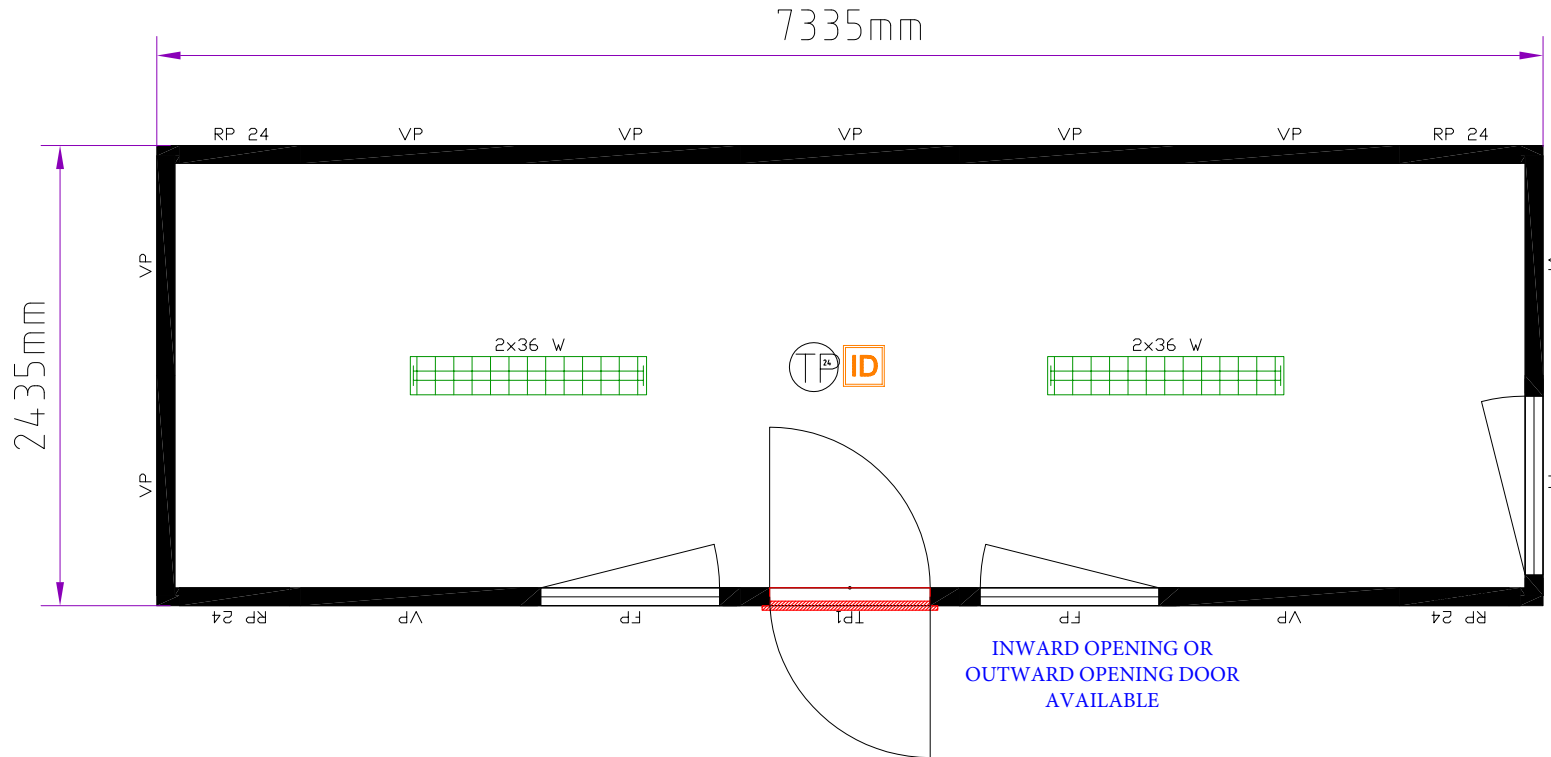 7335mm
RP 24 VP VP VP VP VP RP 24
VP
2435mm
2x36 W
TP 24
ID
2x36 W
VP
RP 24 VP FP TP1 FP VP RP 24
INWARD OPENING OR
OUTWARD OPENING DOOR
AVAILABLE